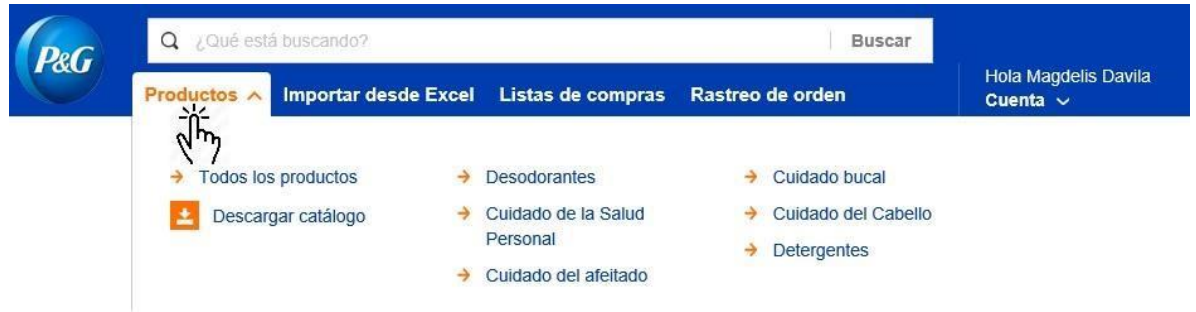 P&G
¿Qué está buscando?
Buscar
Productos
Importar desde Excel
Listas de compras
Rastreo de orden
Hola Magdelis Davila
Cuenta
Todos los productos
Descargar catálogo
Desodorantes
Cuidado de la Salud
Personal
Cuidado del afeitado
Cuidado bucal
Cuidado del Cabello
Detergentes